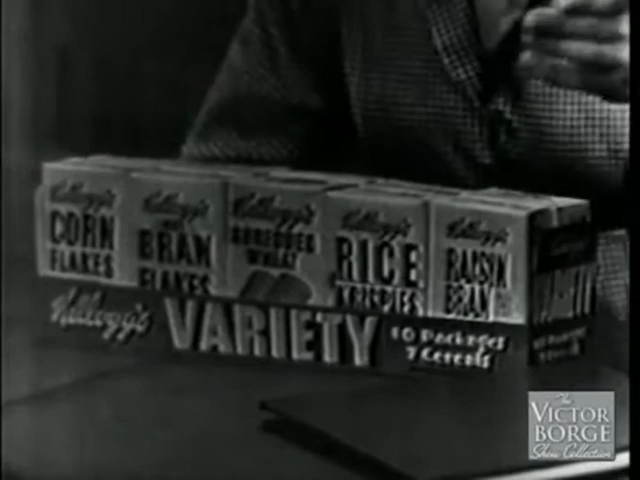 Kellogg's
CORN
FLAKES
Kellogg's
BRAN
FLAKES
Kellogg's
SHREDDED
WHEAT
Kellogg's
RICE
KRISPIES
Kellogg's
RAISIN
BRAN
Kellogg's VARIETY
10 Packages
7 Cereals
VARIETY
The
VICTOR
BORGE
Show Collection